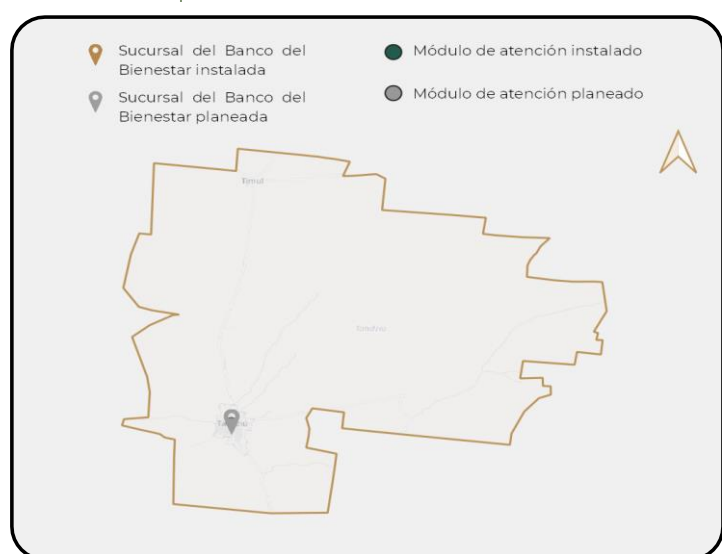 Sucursal del Banco del
Bienestar instalada
Sucursal del Banco del
Bienestar planeada
Módulo de atención instalado
Módulo de atención planeado